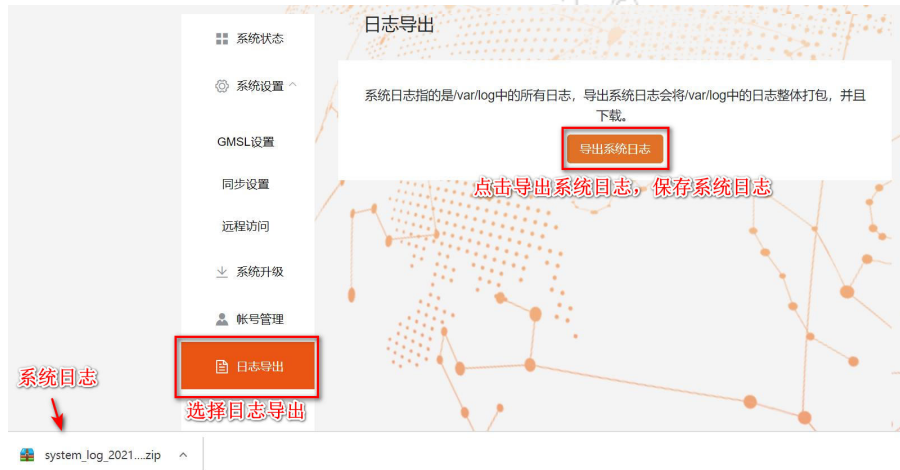 日志导出
系统状态
系统设置
GMSL设置
同步设置
远程访问
系统升级
帐号管理
日志导出
选择日志导出
系统日志指的是/var/log中的所有日志，导出系统日志会将/var/log中的日志整体打包，并且
下载。
导出系统日志
点击导出系统日志，保存系统日志
系统日志
system_log_2021....zip